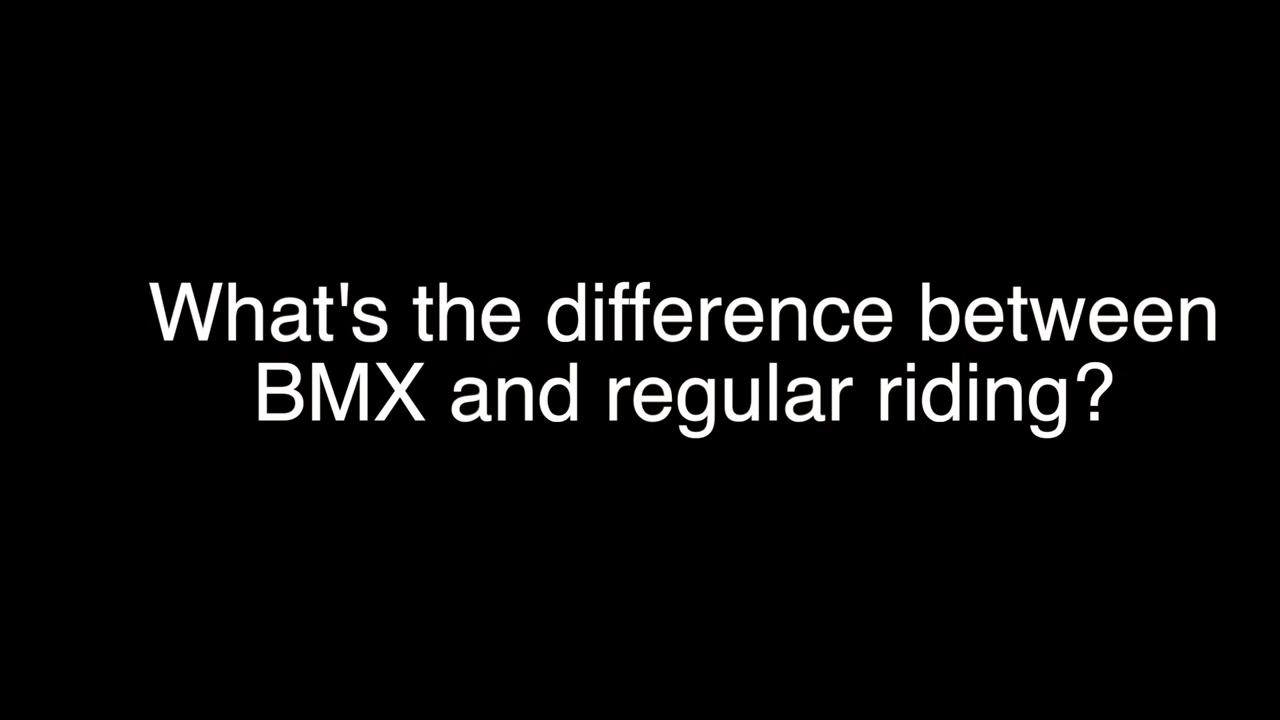 What's the difference between
BMX and regular riding?